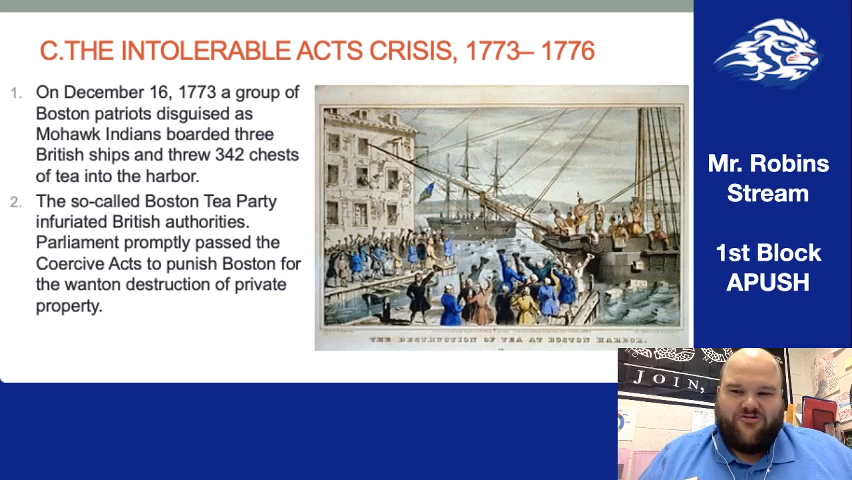 C.THE INTOLERABLE ACTS CRISIS, 1773– 1776
1. On December 16, 1773 a group of
Boston patriots disguised as
Mohawk Indians boarded three
British ships and threw 342 chests
of tea into the harbor.
2. The so-called Boston Tea Party
infuriated British authorities.
Parliament promptly passed the
Coercive Acts to punish Boston for
the wanton destruction of private
property.
THE DESTRUCTION OF TEA AT BOSTON HARBOR.
Mr. Robins
Stream
1st Block
APUSH
JOIN,